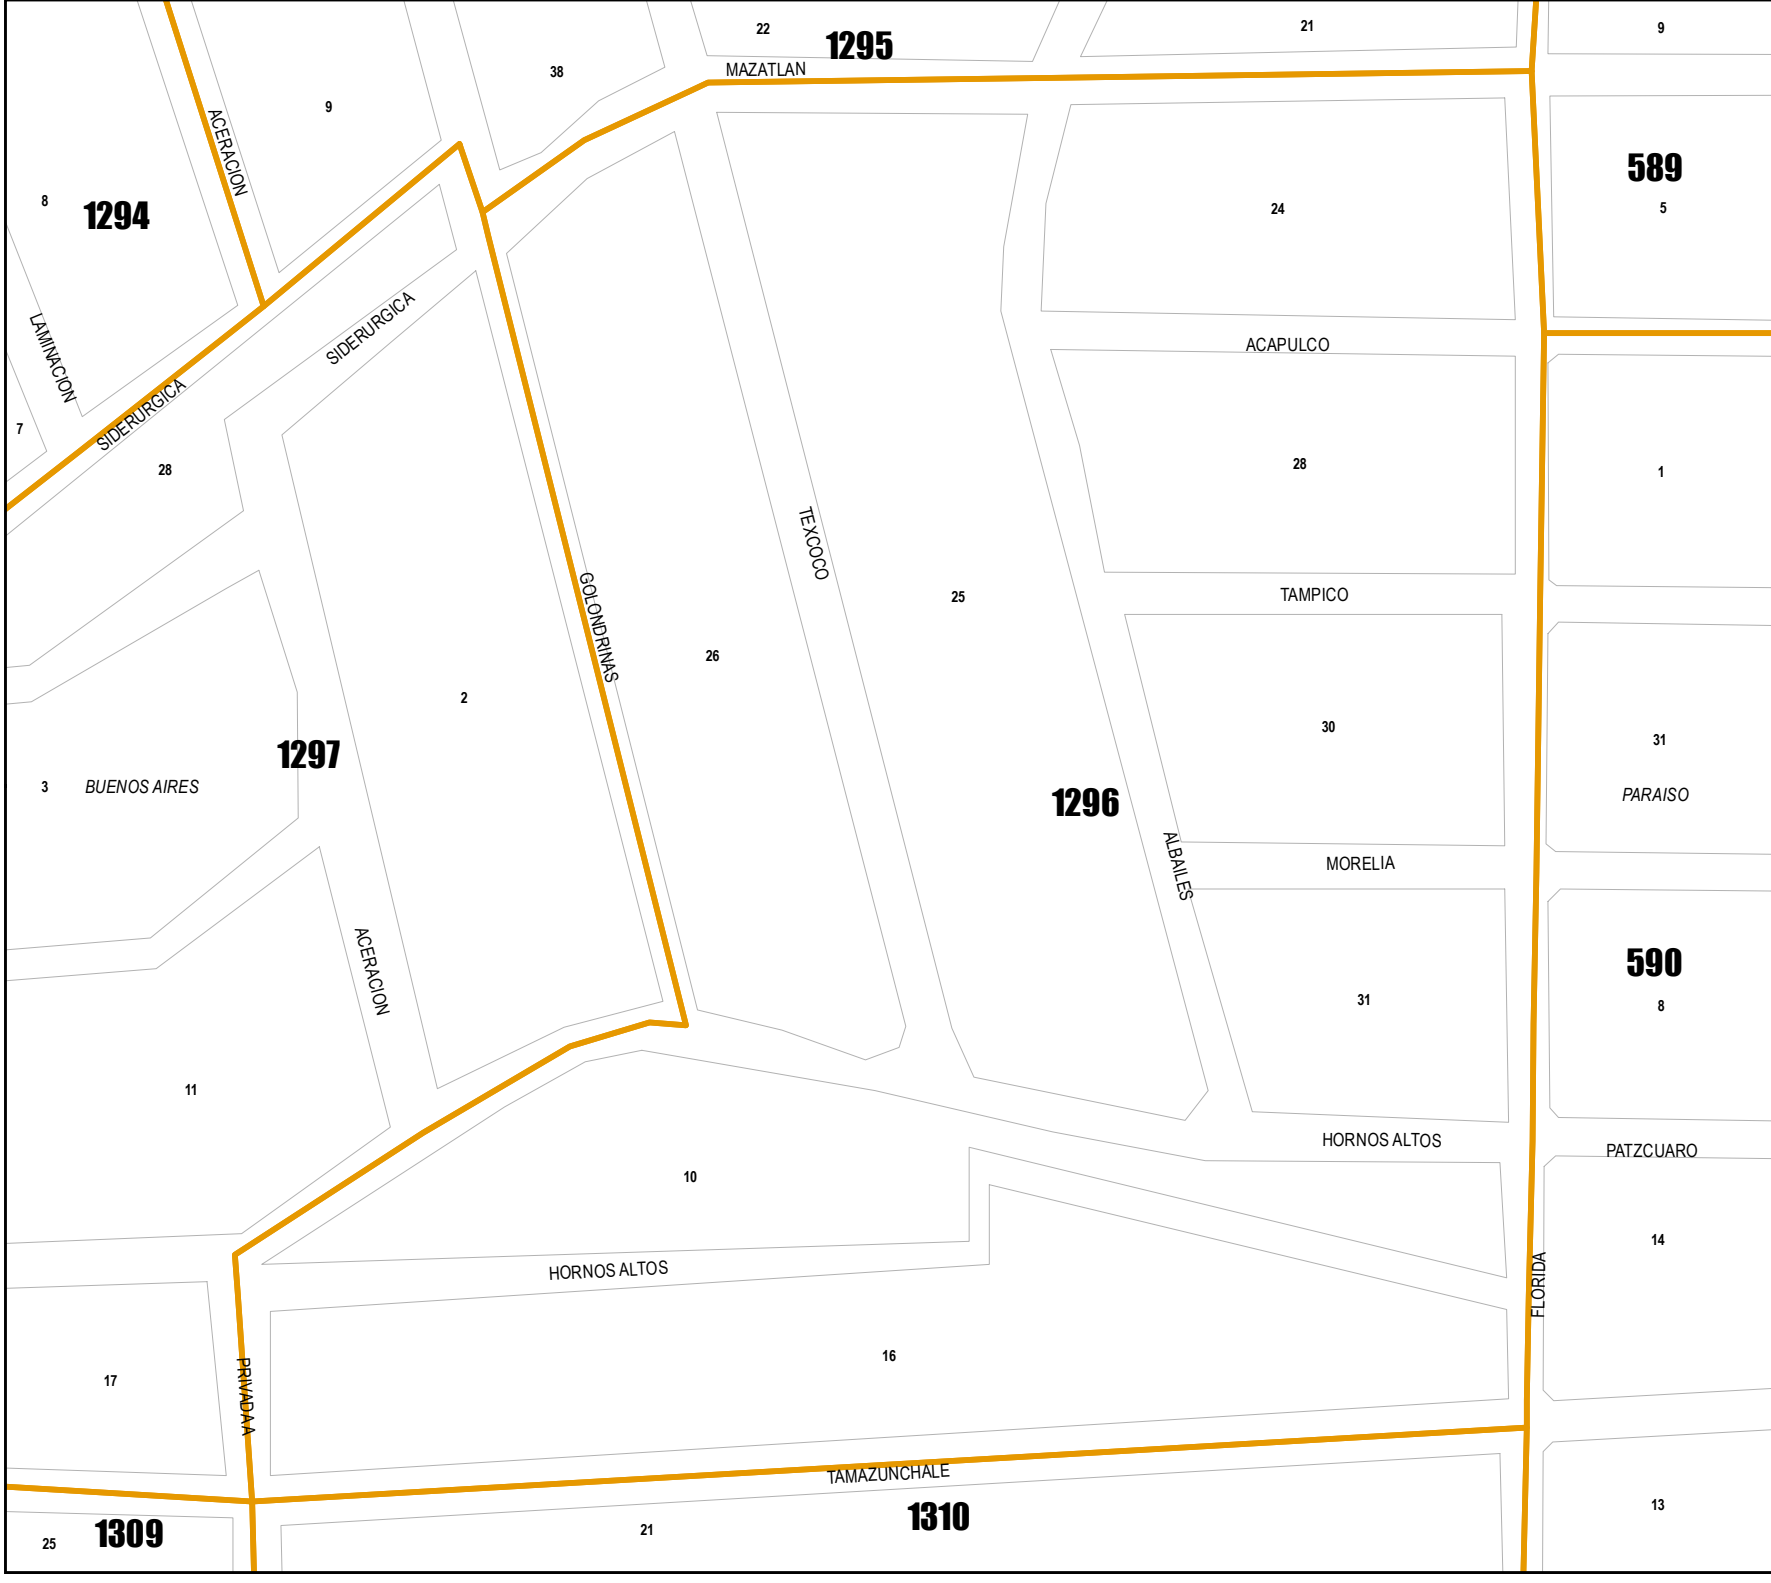 22
1295
21
9
MAZATLAN
38
9
ACERACION
589
8
1294
24
5
SIDERURGICA
LAMINACION
ACAPULCO
SIDERURGICA
7
28
28
1
TEXCOCO
GOLONDRINAS
25
TAMPICO
26
2
30
31
1297
3
BUENOS AIRES
1296
PARAISO
ALBAILES
MORELIA
ACERACION
590
31
8
11
HORNOS ALTOS
PATZCUARO
10
14
HORNOS ALTOS
FLORIDA
16
17
PRIVADA A
TAMAZUNCHALE
13
1310
1309
21
25